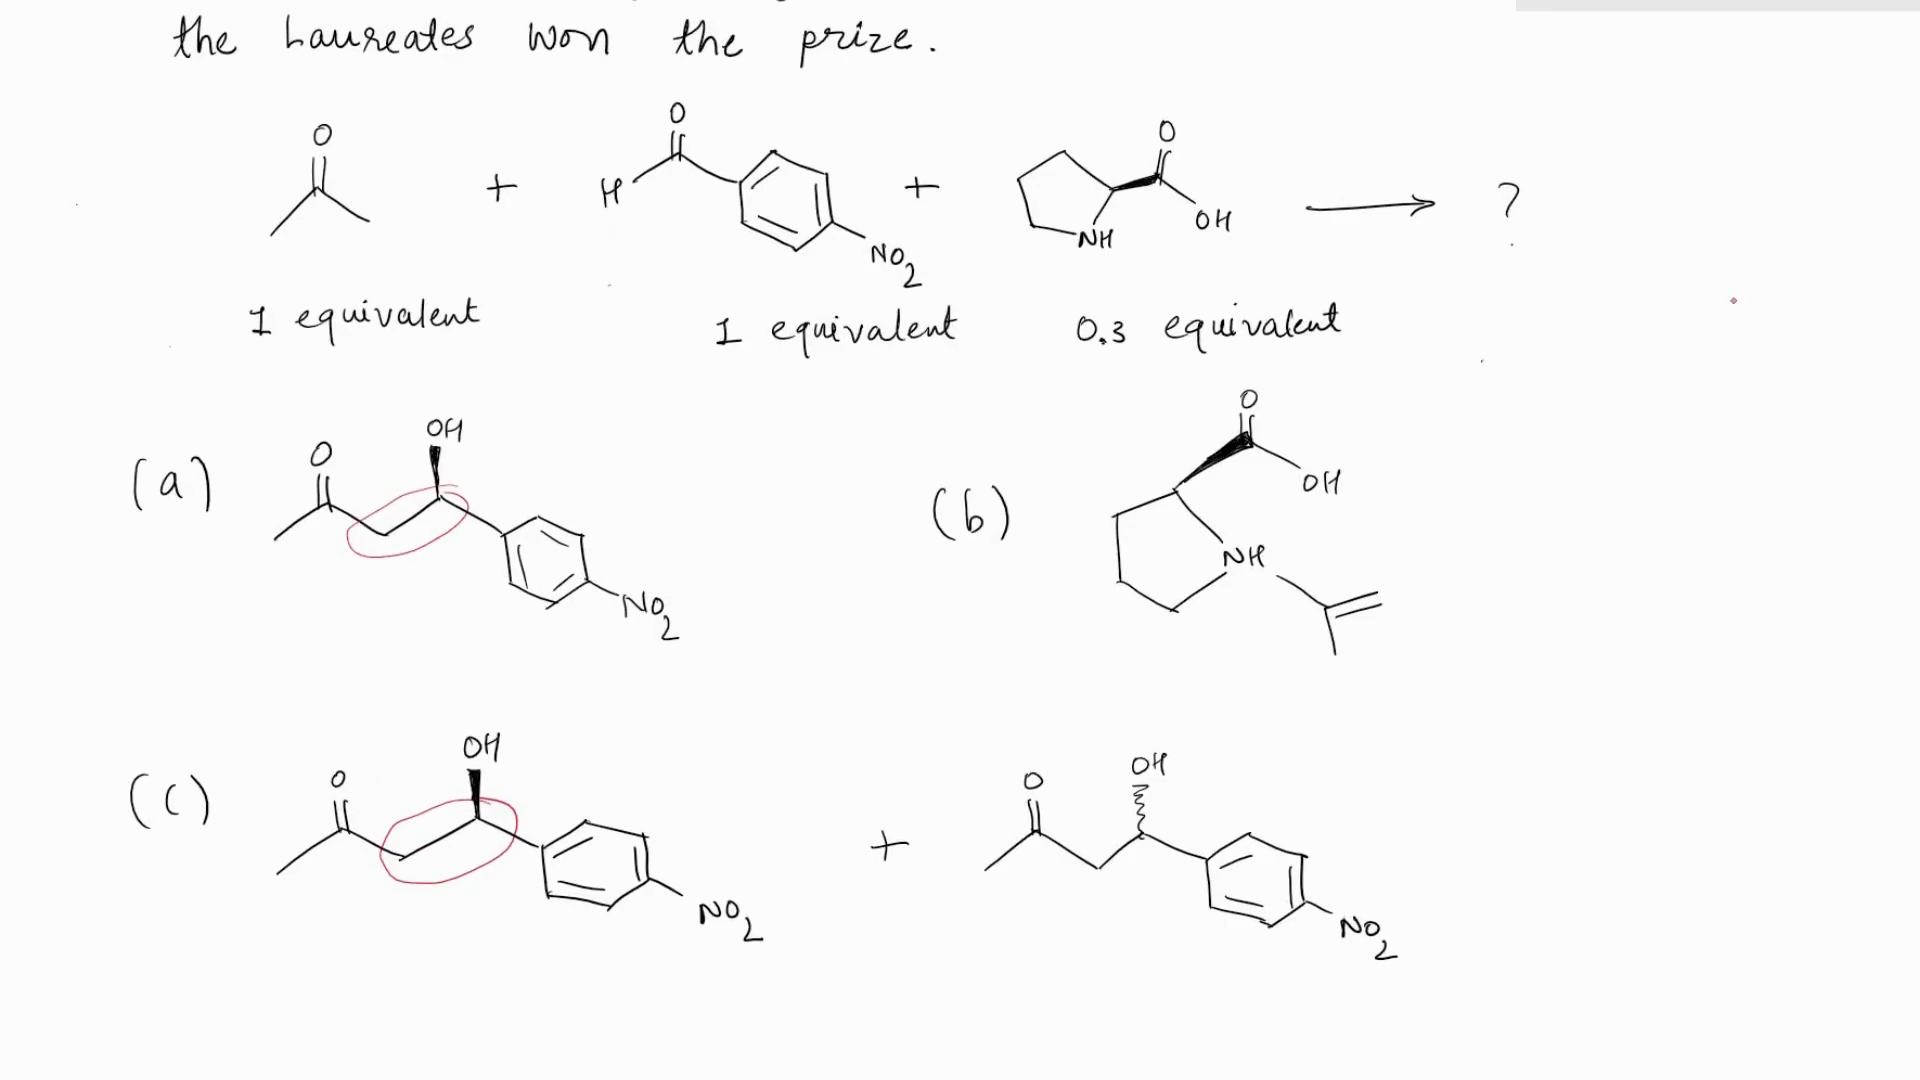 the Laureates won the prize.
O
+ H O NO2 + NH O OH ?
1 equivalent 1 equivalent 0.3 equivalent
(a) O OH NO2
(b) O OH NH
(c) O OH NO2 + O OH NO2